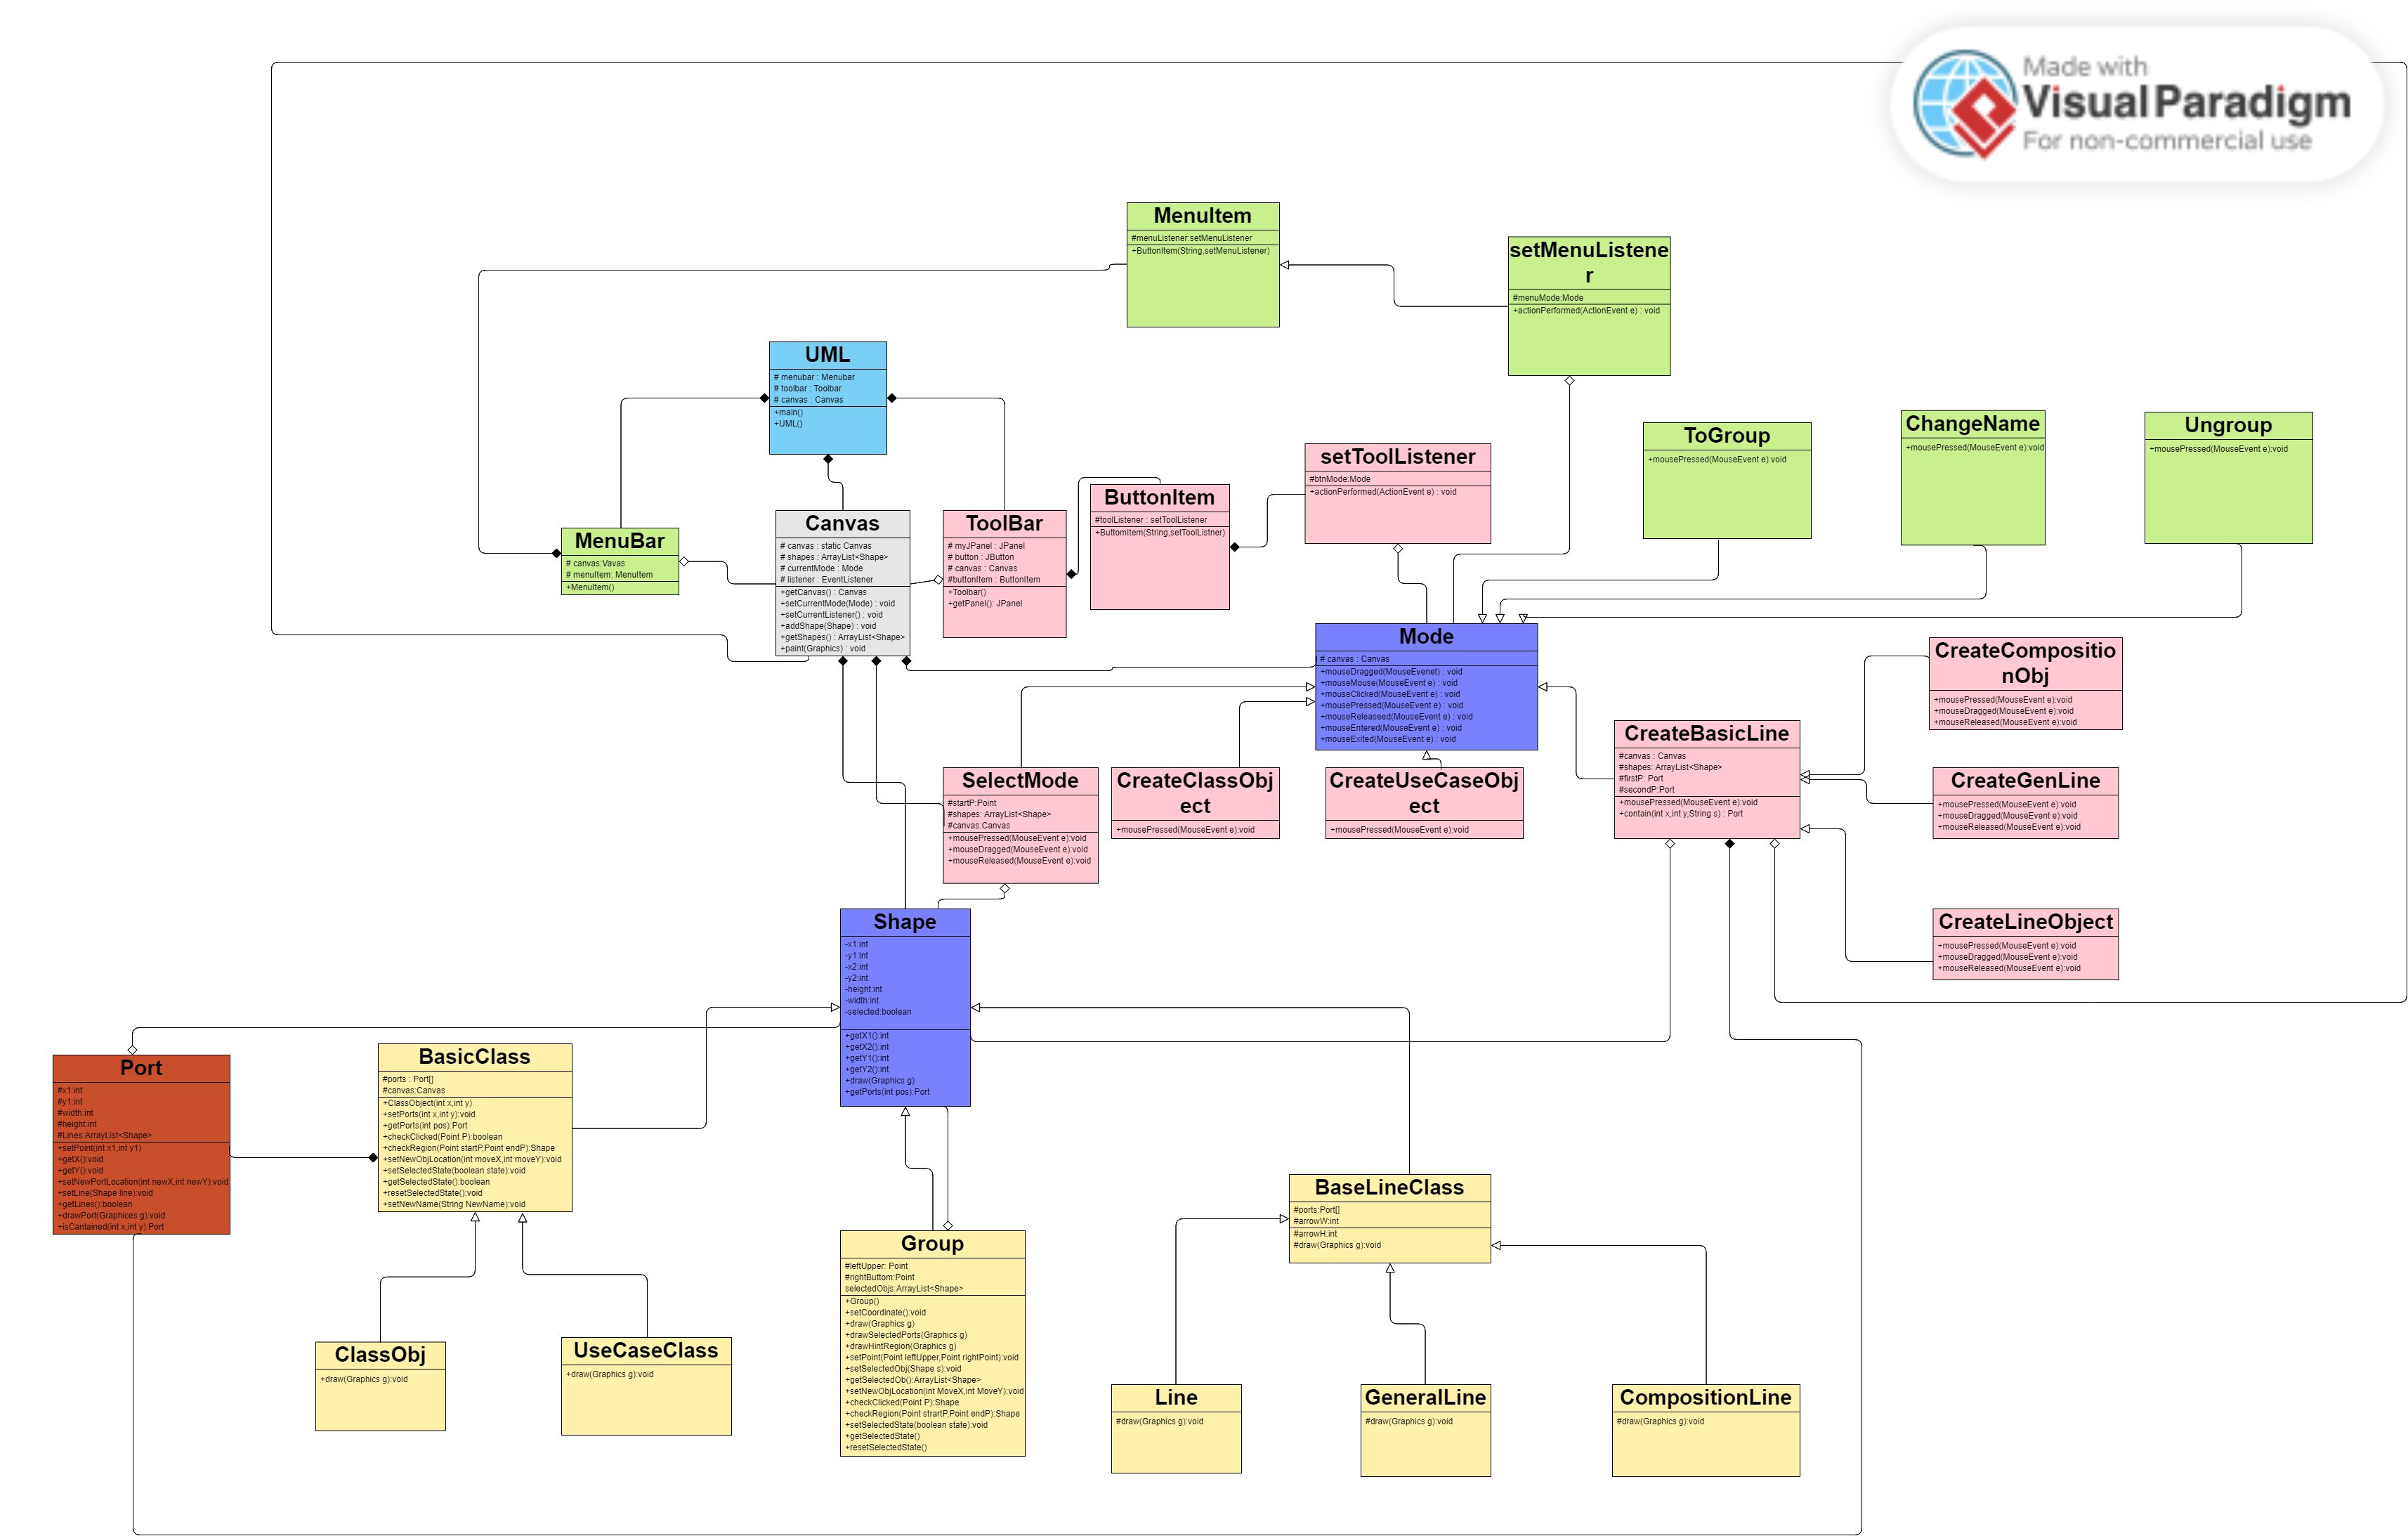 Made with
Visual Paradigm
For non-commercial use
MenuItem
#menuListener:setMenuListener
+ButtonItem(String,setMenuListener)
setMenuListene
r
#menuMode:Mode
+actionPerformed(ActionEvent e) : void
UML
# menubar : Menubar
# toolbar : Toolbar
# canvas : Canvas
+main()
+UML()
ToGroup
+mousePressed(MouseEvent e):void
ChangeName
+mousePressed(MouseEvent e):void
Ungroup
+mousePressed(MouseEvent e):void
setToolListener
#btnMode:Mode
+actionPerformed(ActionEvent e) : void
ButtonItem
#toolListener : setToolListener
+ButtomItem(String,setToolListner)
MenuBar
# canvas:Vavas
# menuItem: MenuItem
+MenuItem()
Canvas
# canvas : static Canvas
# shapes : ArrayList<Shape>
# currentMode : Mode
# listener : EventListener
+getCanvas() : Canvas
+setCurrentMode(Mode) : void
+setCurrentListener() : void
+addShape(Shape) : void
+getShapes() : ArrayList<Shape>
+paint(Graphics) : void
ToolBar
# myJPanel : JPanel
# button : JButton
# canvas : Canvas
#buttonItem : ButtonItem
+Toolbar()
+getPanel(): JPanel
Mode
# canvas : Canvas
+mouseDragged(MouseEvenet) : void
+mouseMouse(MouseEvent e) : void
+mouseClicked(MouseEvent e) : void
+mousePressed(MouseEvent e) : void
+mouseReleaseed(MouseEvent e) : void
+mouseEntered(MouseEvent e) : void
+mouseExited(MouseEvent e) : void
CreateCompositio
nObj
+mousePressed(MouseEvent e):void
+mouseDragged(MouseEvent e):void
+mouseReleased(MouseEvent e):void
CreateBasicLine
#canvas : Canvas
#shapes: ArrayList<Shape>
#firstP: Port
#secondP:Port
+mousePressed(MouseEvent e):void
+contain(int x,int y,String s) : Port
SelectMode
#startP:Point
#shapes: ArrayList<Shape>
#canvas:Canvas
+mousePressed(MouseEvent e):void
+mouseDragged(MouseEvent e):void
+mouseReleased(MouseEvent e):void
CreateClassObj
ect
+mousePressed(MouseEvent e):void
CreateUseCaseObj
ect
+mousePressed(MouseEvent e):void
CreateGenLine
+mousePressed(MouseEvent e):void
+mouseDragged(MouseEvent e):void
+mouseReleased(MouseEvent e):void
CreateLineObject
+mousePressed(MouseEvent e):void
+mouseDragged(MouseEvent e):void
+mouseReleased(MouseEvent e):void
Shape
-x1:int
-y1:int
-x2:int
-y2:int
-height:int
-width:int
-selected:boolean
+getX1():int
+getX2():int
+getY1():int
+getY2():int
+draw(Graphics g)
+getPorts(int pos):Port
Port
#x1:int
#y1:int
#width:int
#height:int
#Lines:ArrayList<Shape>
+setPoint(int x1,int y1)
+getX():void
+getY():void
+setNewPortLocation(int newX,int newY):void
+setLine(Shape line):void
+getLines():boolean
+drawPort(Graphices g):void
+isCantained(int x,int y):Port
BasicClass
#ports : Port[]
#canvas:Canvas
+ClassObject(int x,int y)
+setPorts(int x,int y):void
+getPorts(int pos):Port
+checkClicked(Point P):boolean
+checkRegion(Point startP,Point endP):Shape
+setNewObjLocation(int moveX,int moveY):void
+setSelectedState(boolean state):void
+getSelectedState():boolean
+resetSelectedState():void
+setNewName(String NewName):void
BaseLineClass
#ports:Port[]
#arrowW:int
#arrowH:int
#draw(Graphics g):void
Group
#leftUpper: Point
#rightButtom:Point
selectedObjs:ArrayList<Shape>
+Group()
+setCoordinate():void
+draw(Graphics g)
+drawSelectedPorts(Graphics g)
+drawHintRegion(Graphics g)
+setPoint(Point leftUpper,Point rightPoint):void
+setSelectedObj(Shape s):void
+getSelectedOb():ArrayList<Shape>
+setNewObjLocation(int MoveX,int MoveY):void
+checkClicked(Point P):Shape
+checkRegion(Point strartP,Point endP):Shape
+setSelectedState(boolean state):void
+getSelectedState()
+resetSelectedState()
ClassObj
+draw(Graphics g):void
UseCaseClass
+draw(Graphics g):void
Line
#draw(Graphics g):void
GeneralLine
#draw(Graphics g):void
CompositionLine
#draw(Graphics g):void